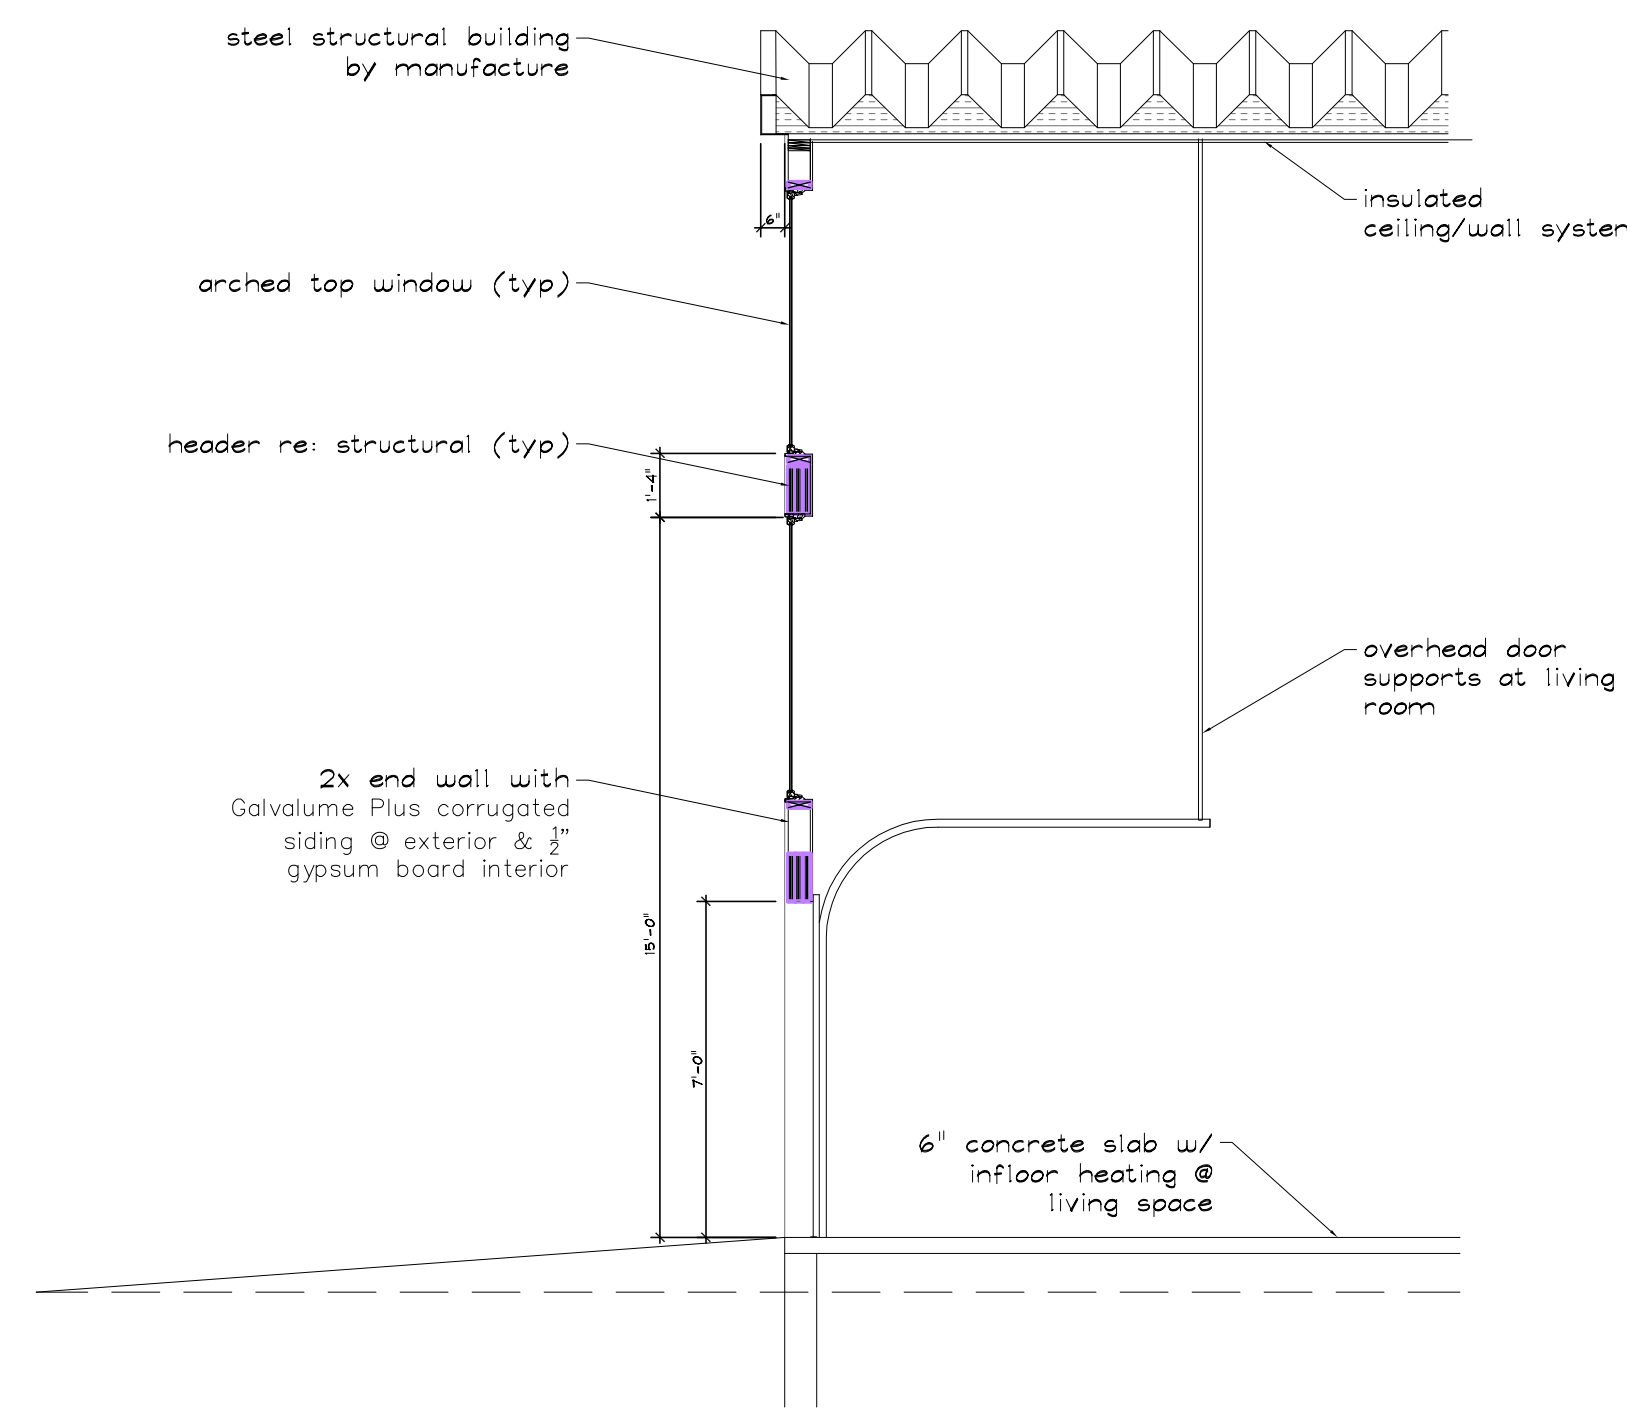 steel structural building
by manufacture
insulated
ceiling/wall system
6"
arched top window (typ)
header re: structural (typ)
1'-4"
overhead door
supports at living
room
2x end wall with
Galvalume Plus corrugated
siding @ exterior & ½"
gypsum board interior
15'-0"
7'-0"
6" concrete slab w/
infloor heating @
living space